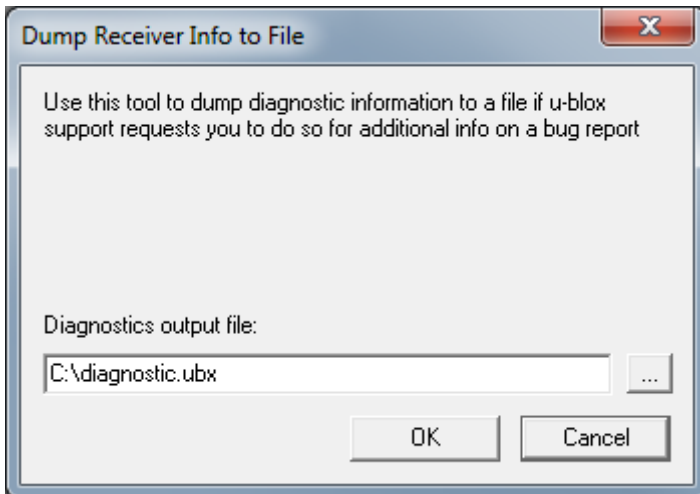 Dump Receiver Info to File
Use this tool to dump diagnostic information to a file if u-blox
support requests you to do so for additional info on a bug report
Diagnostics output file:
C:\diagnostic.ubx
...
OK
Cancel